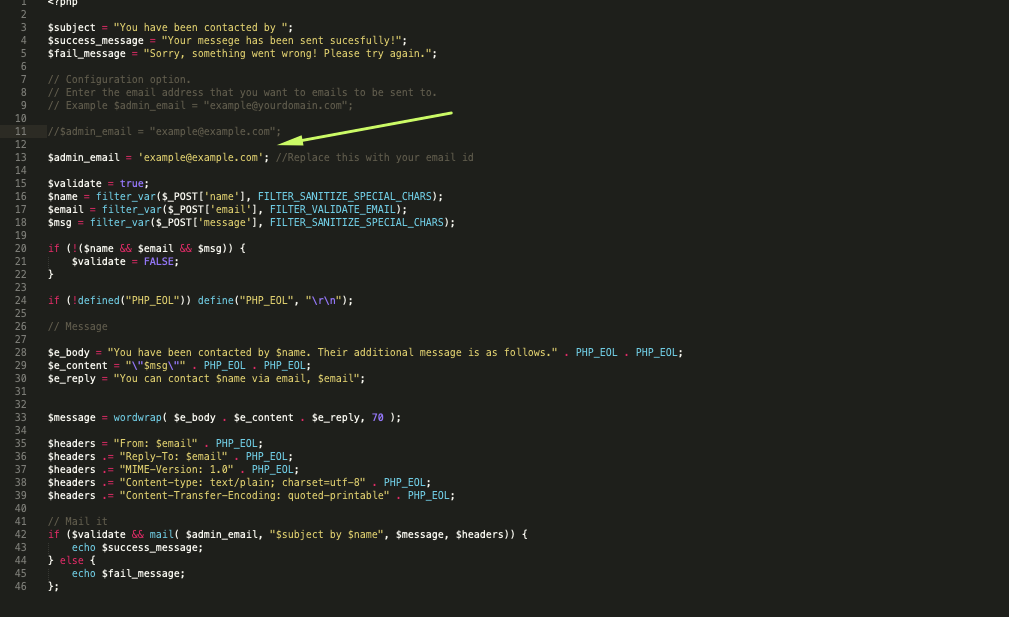 1 <?php
2
3 $subject = "You have been contacted by ";
4 $success_message = "Your messege has been sent sucesfully!";
5 $fail_message = "Sorry, something went wrong! Please try again.";
6
7 // Configuration option.
8 // Enter the email address that you want to emails to be sent to.
9 // Example $admin_email = "example@yourdomain.com";
10
11 //$admin_email = "example@example.com";
12
13 $admin_email = 'example@example.com'; //Replace this with your email id
14
15 $validate = true;
16 $name = filter_var($_POST['name'], FILTER_SANITIZE_SPECIAL_CHARS);
17 $email = filter_var($_POST['email'], FILTER_VALIDATE_EMAIL);
18 $msg = filter_var($_POST['message'], FILTER_SANITIZE_SPECIAL_CHARS);
19
20 if (!($name && $email && $msg)) {
21 $validate = FALSE;
22 }
23
24 if (!defined("PHP_EOL")) define("PHP_EOL", "\r\n");
25
26 // Message
27
28 $e_body = "You have been contacted by $name. Their additional message is as follows." . PHP_EOL . PHP_EOL;
29 $e_content = "\"$msg\"" . PHP_EOL . PHP_EOL;
30 $e_reply = "You can contact $name via email, $email";
31
32
33 $message = wordwrap( $e_body . $e_content . $e_reply, 70 );
34
35 $headers = "From: $email" . PHP_EOL;
36 $headers .= "Reply-To: $email" . PHP_EOL;
37 $headers .= "MIME-Version: 1.0" . PHP_EOL;
38 $headers .= "Content-type: text/plain; charset=utf-8" . PHP_EOL;
39 $headers .= "Content-Transfer-Encoding: quoted-printable" . PHP_EOL;
40
41 // Mail it
42 if ($validate && mail( $admin_email, "$subject by $name", $message, $headers)) {
43 echo $success_message;
44 } else {
45 echo $fail_message;
46 };